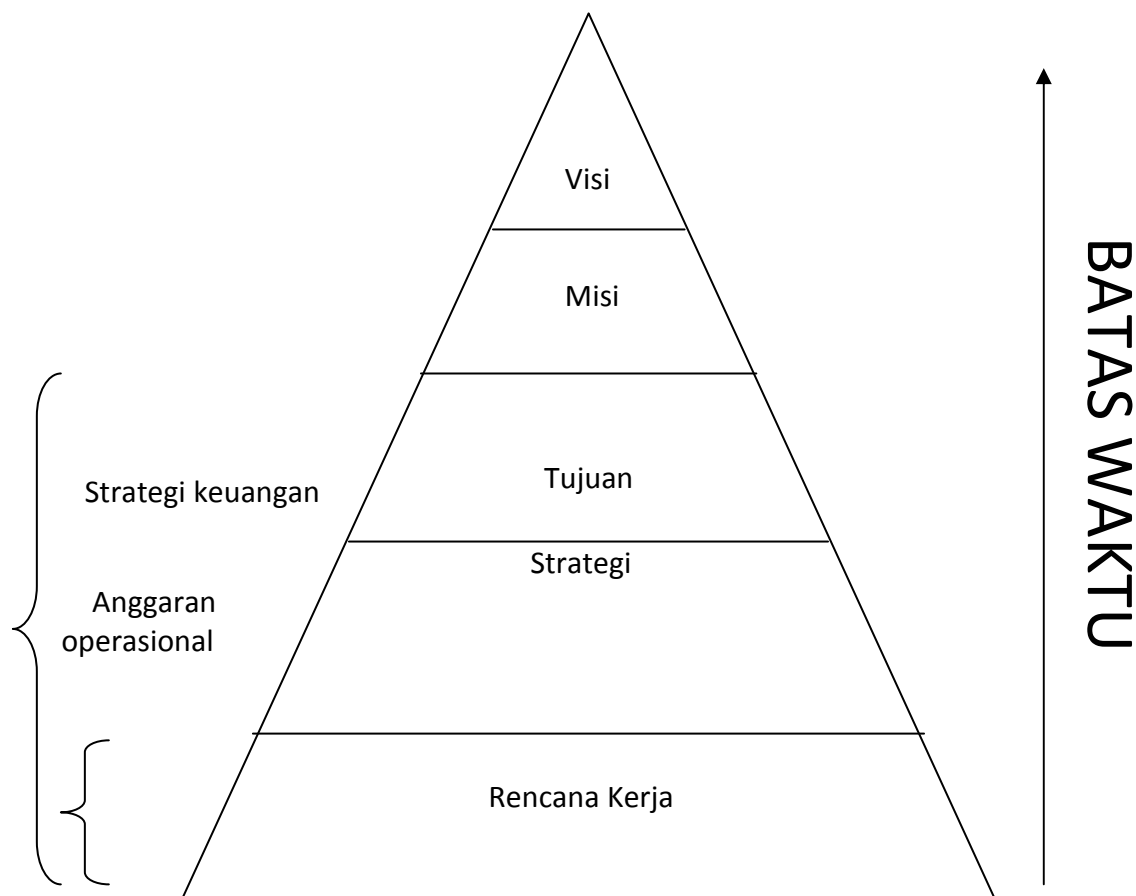 Visi
Misi
Tujuan
Strategi keuangan
Strategi
Anggaran
operasional
Rencana Kerja
BATAS WAKTU